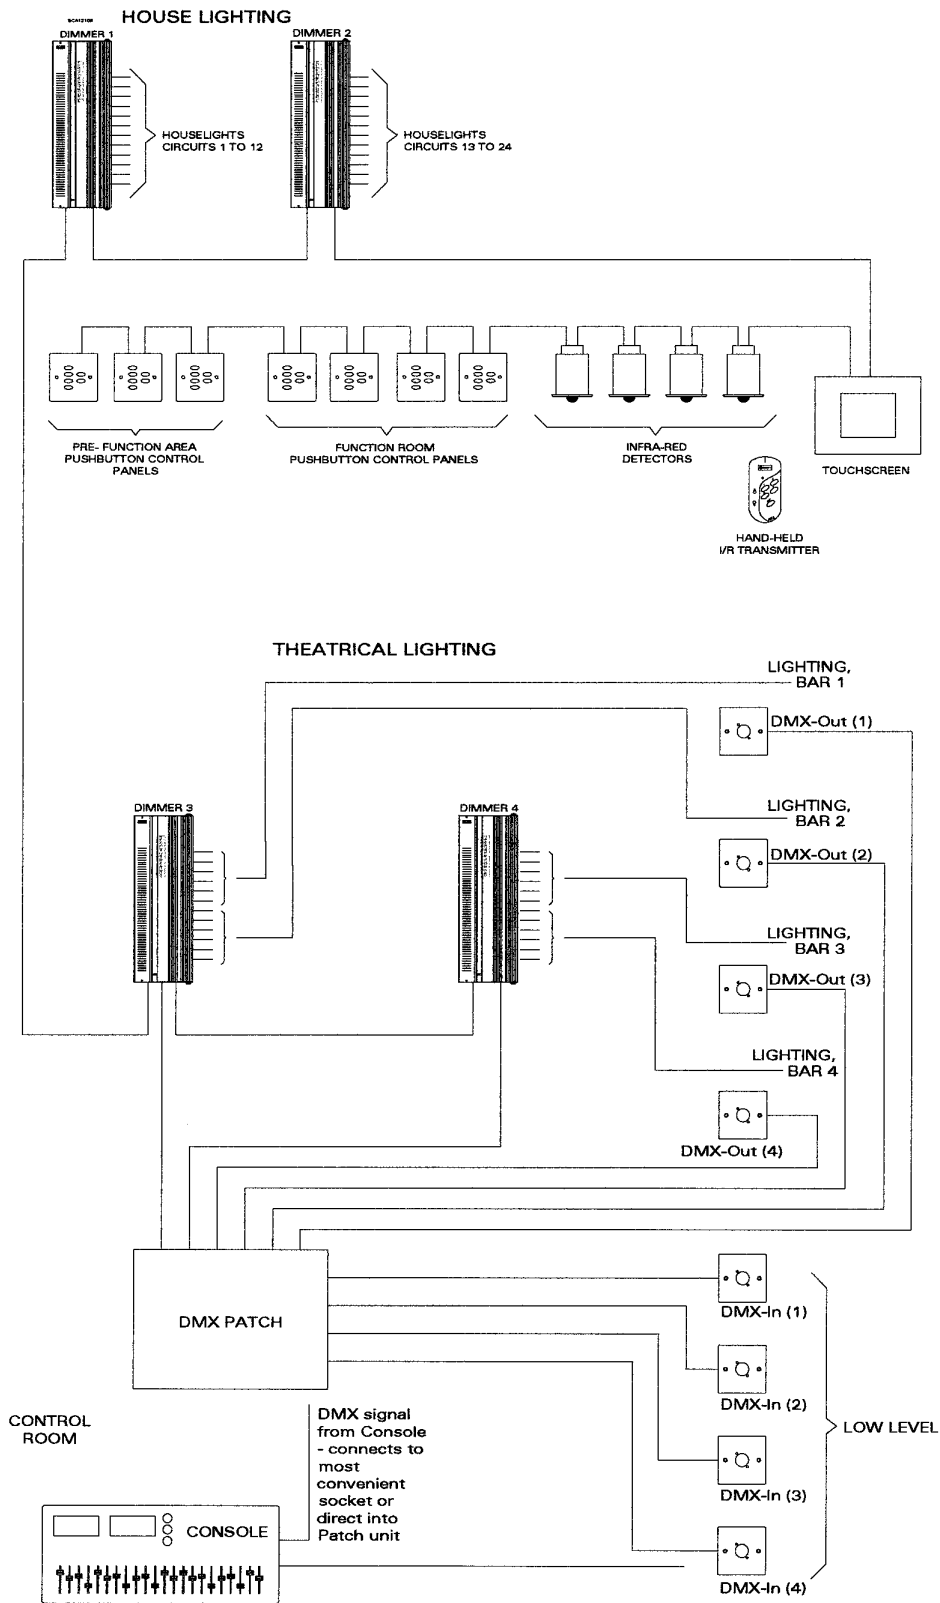 HOUSE LIGHTING
DIMMER 1
DIMMER 2
HOUSELIGHTS
CIRCUITS 1 TO 12
HOUSELIGHTS
CIRCUITS 13 TO 24
PRE- FUNCTION AREA
PUSHBUTTON CONTROL
PANELS
FUNCTION ROOM
PUSHBUTTON CONTROL PANELS
INFRA-RED
DETECTORS
TOUCHSCREEN
HAND-HELD
I/R TRANSMITTER
THEATRICAL LIGHTING
LIGHTING,
BAR 1
DMX-Out (1)
DIMMER 3
DIMMER 4
LIGHTING,
BAR 2
DMX-Out (2)
LIGHTING,
BAR 3
DMX-Out (3)
LIGHTING,
BAR 4
DMX-Out (4)
DMX PATCH
DMX-In (1)
DMX-In (2)
DMX-In (3)
DMX-In (4)
LOW LEVEL
CONTROL
ROOM
DMX signal
from Console
- connects to
most
convenient
socket or
direct into
Patch unit
CONSOLE